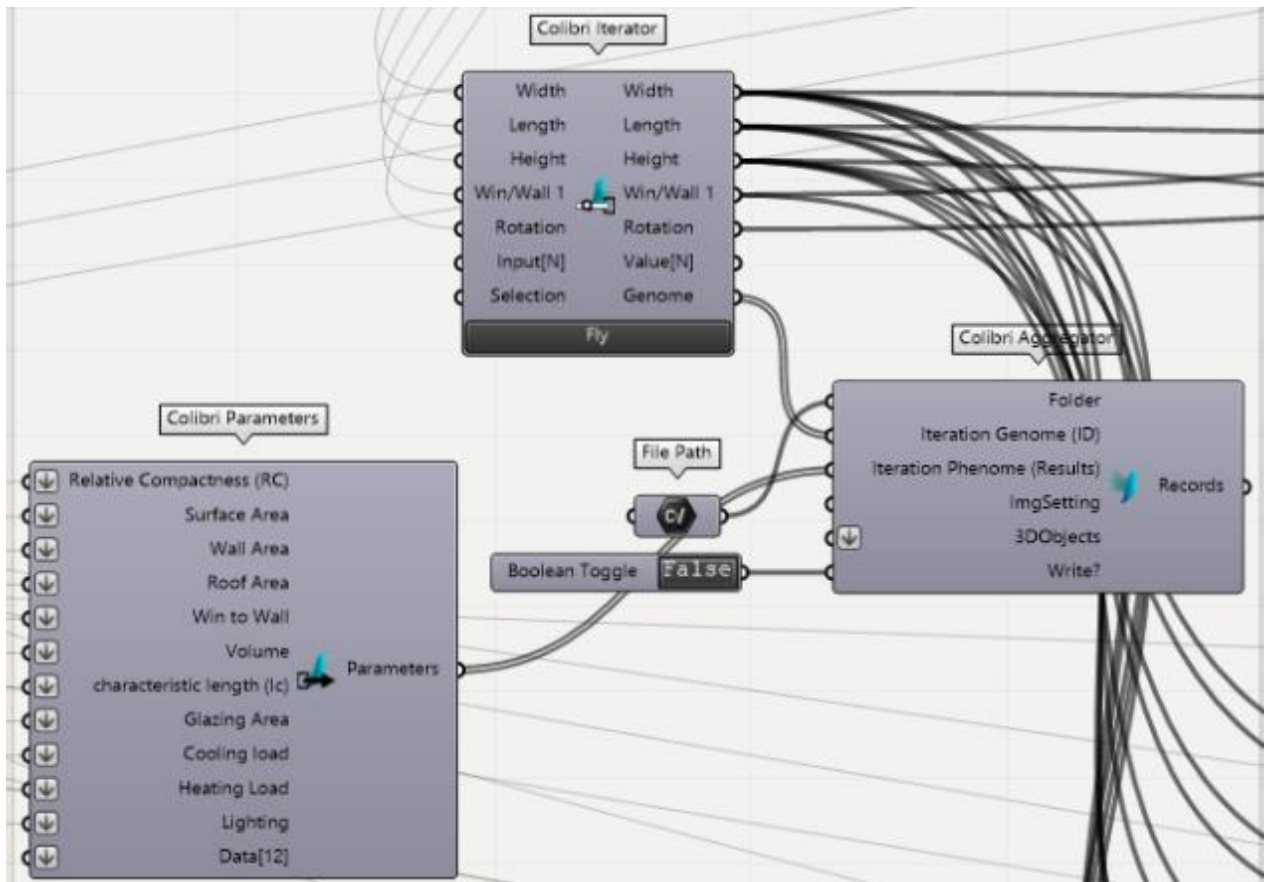 Colibri Iterator
Width Width
Length Length
Height Height
Win/Wall 1 Win/Wall 1
Rotation Rotation
Input[N] Value[N]
Selection Genome
Fly
Colibri Aggregator
Folder
Iteration Genome (ID)
Iteration Phenome (Results)
ImgSetting
3DObjects
Write?
Records
File Path
C/
Boolean Toggle False
Colibri Parameters
Relative Compactness (RC)
Surface Area
Wall Area
Roof Area
Win to Wall
Volume
characteristic length (lc)
Glazing Area
Cooling load
Heating Load
Lighting
Data[12]
Parameters